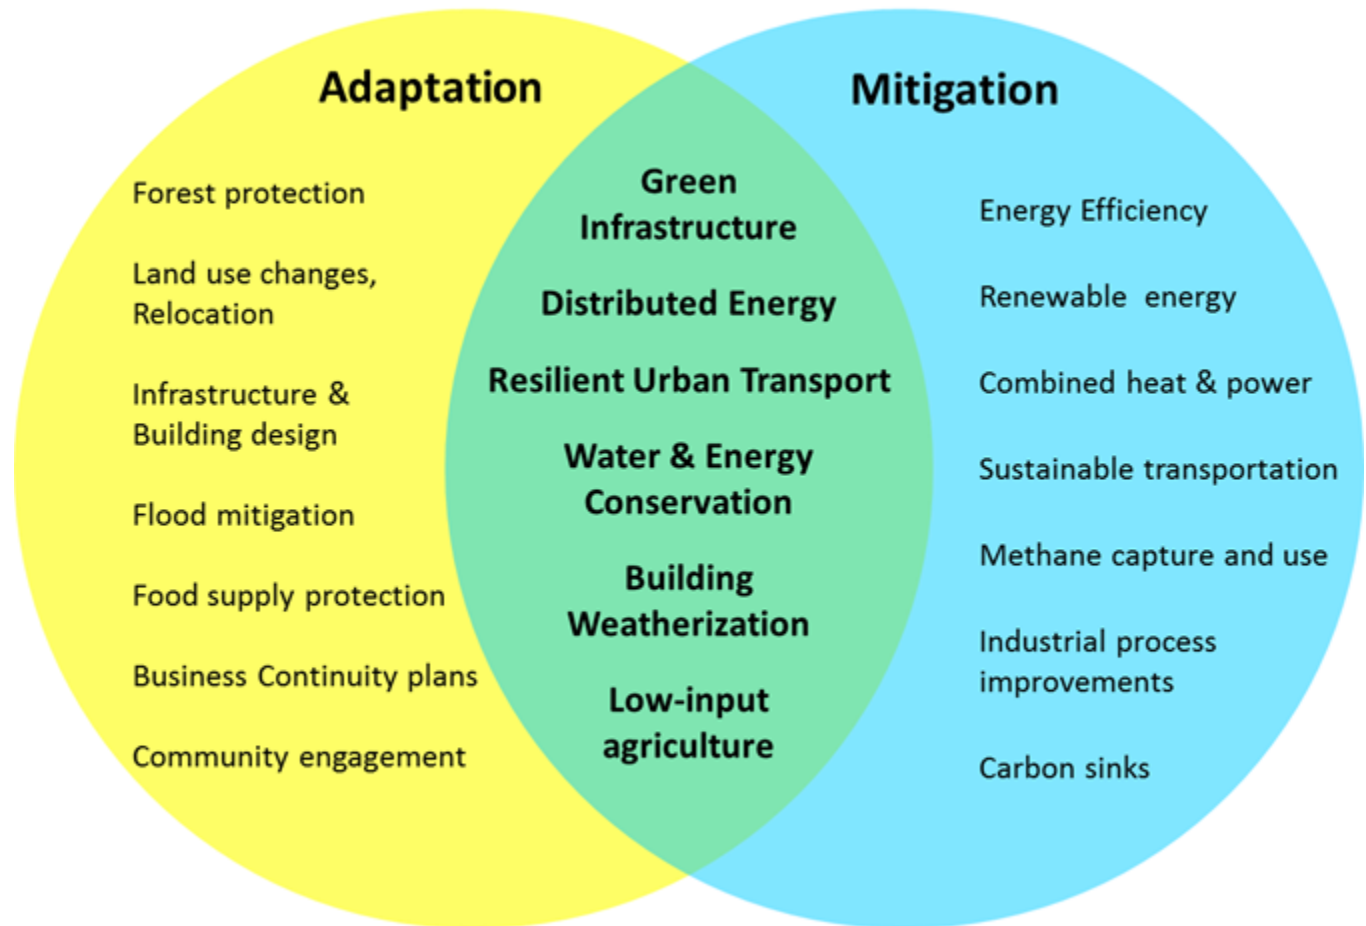 Adaptation
Forest protection
Land use changes,
Relocation
Infrastructure &
Building design
Flood mitigation
Food supply protection
Business Continuity plans
Community engagement
Green
Infrastructure
Distributed Energy
Resilient Urban Transport
Water & Energy
Conservation
Building
Weatherization
Low-input
agriculture
Mitigation
Energy Efficiency
Renewable energy
Combined heat & power
Sustainable transportation
Methane capture and use
Industrial process
improvements
Carbon sinks